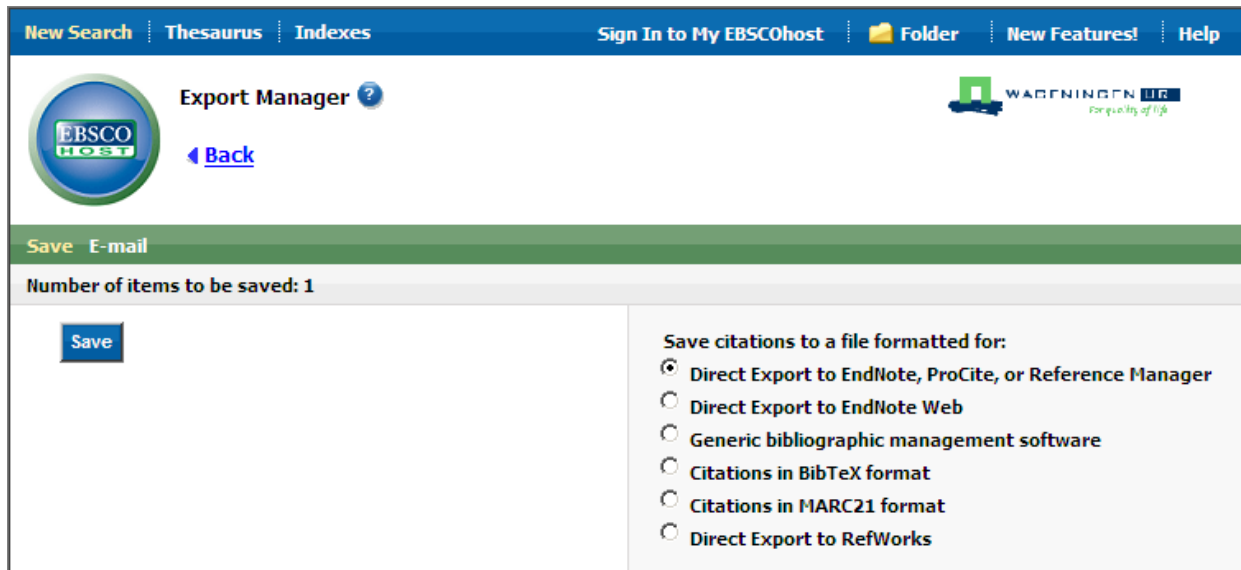 New Search Thesaurus Indexes Sign In to My EBSCOhost Folder New Features! Help
Export Manager ?
EBSCO
HOST
Back
WAGENINGEN UR
For quality of life
Save E-mail
Number of items to be saved: 1
Save
Save citations to a file formatted for:
Direct Export to EndNote, ProCite, or Reference Manager
Direct Export to EndNote Web
Generic bibliographic management software
Citations in BibTeX format
Citations in MARC21 format
Direct Export to RefWorks